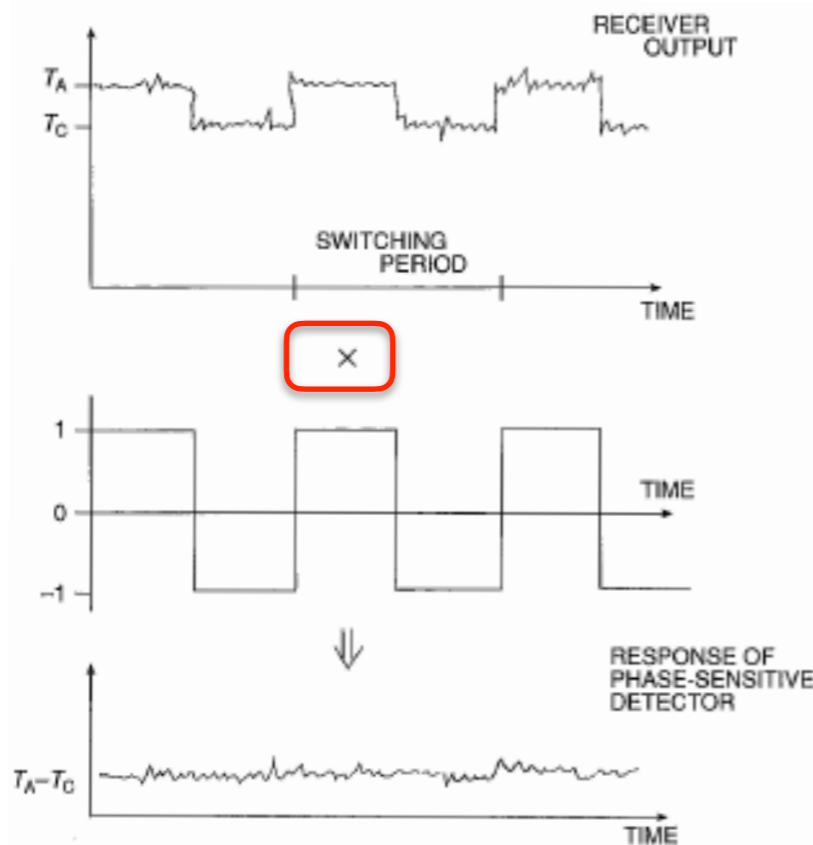 RECEIVER
OUTPUT
T_A
T_C
SWITCHING
PERIOD
TIME
×
1
TIME
0
−1
⇓
RESPONSE OF
PHASE-SENSITIVE
DETECTOR
T_A−T_C
TIME